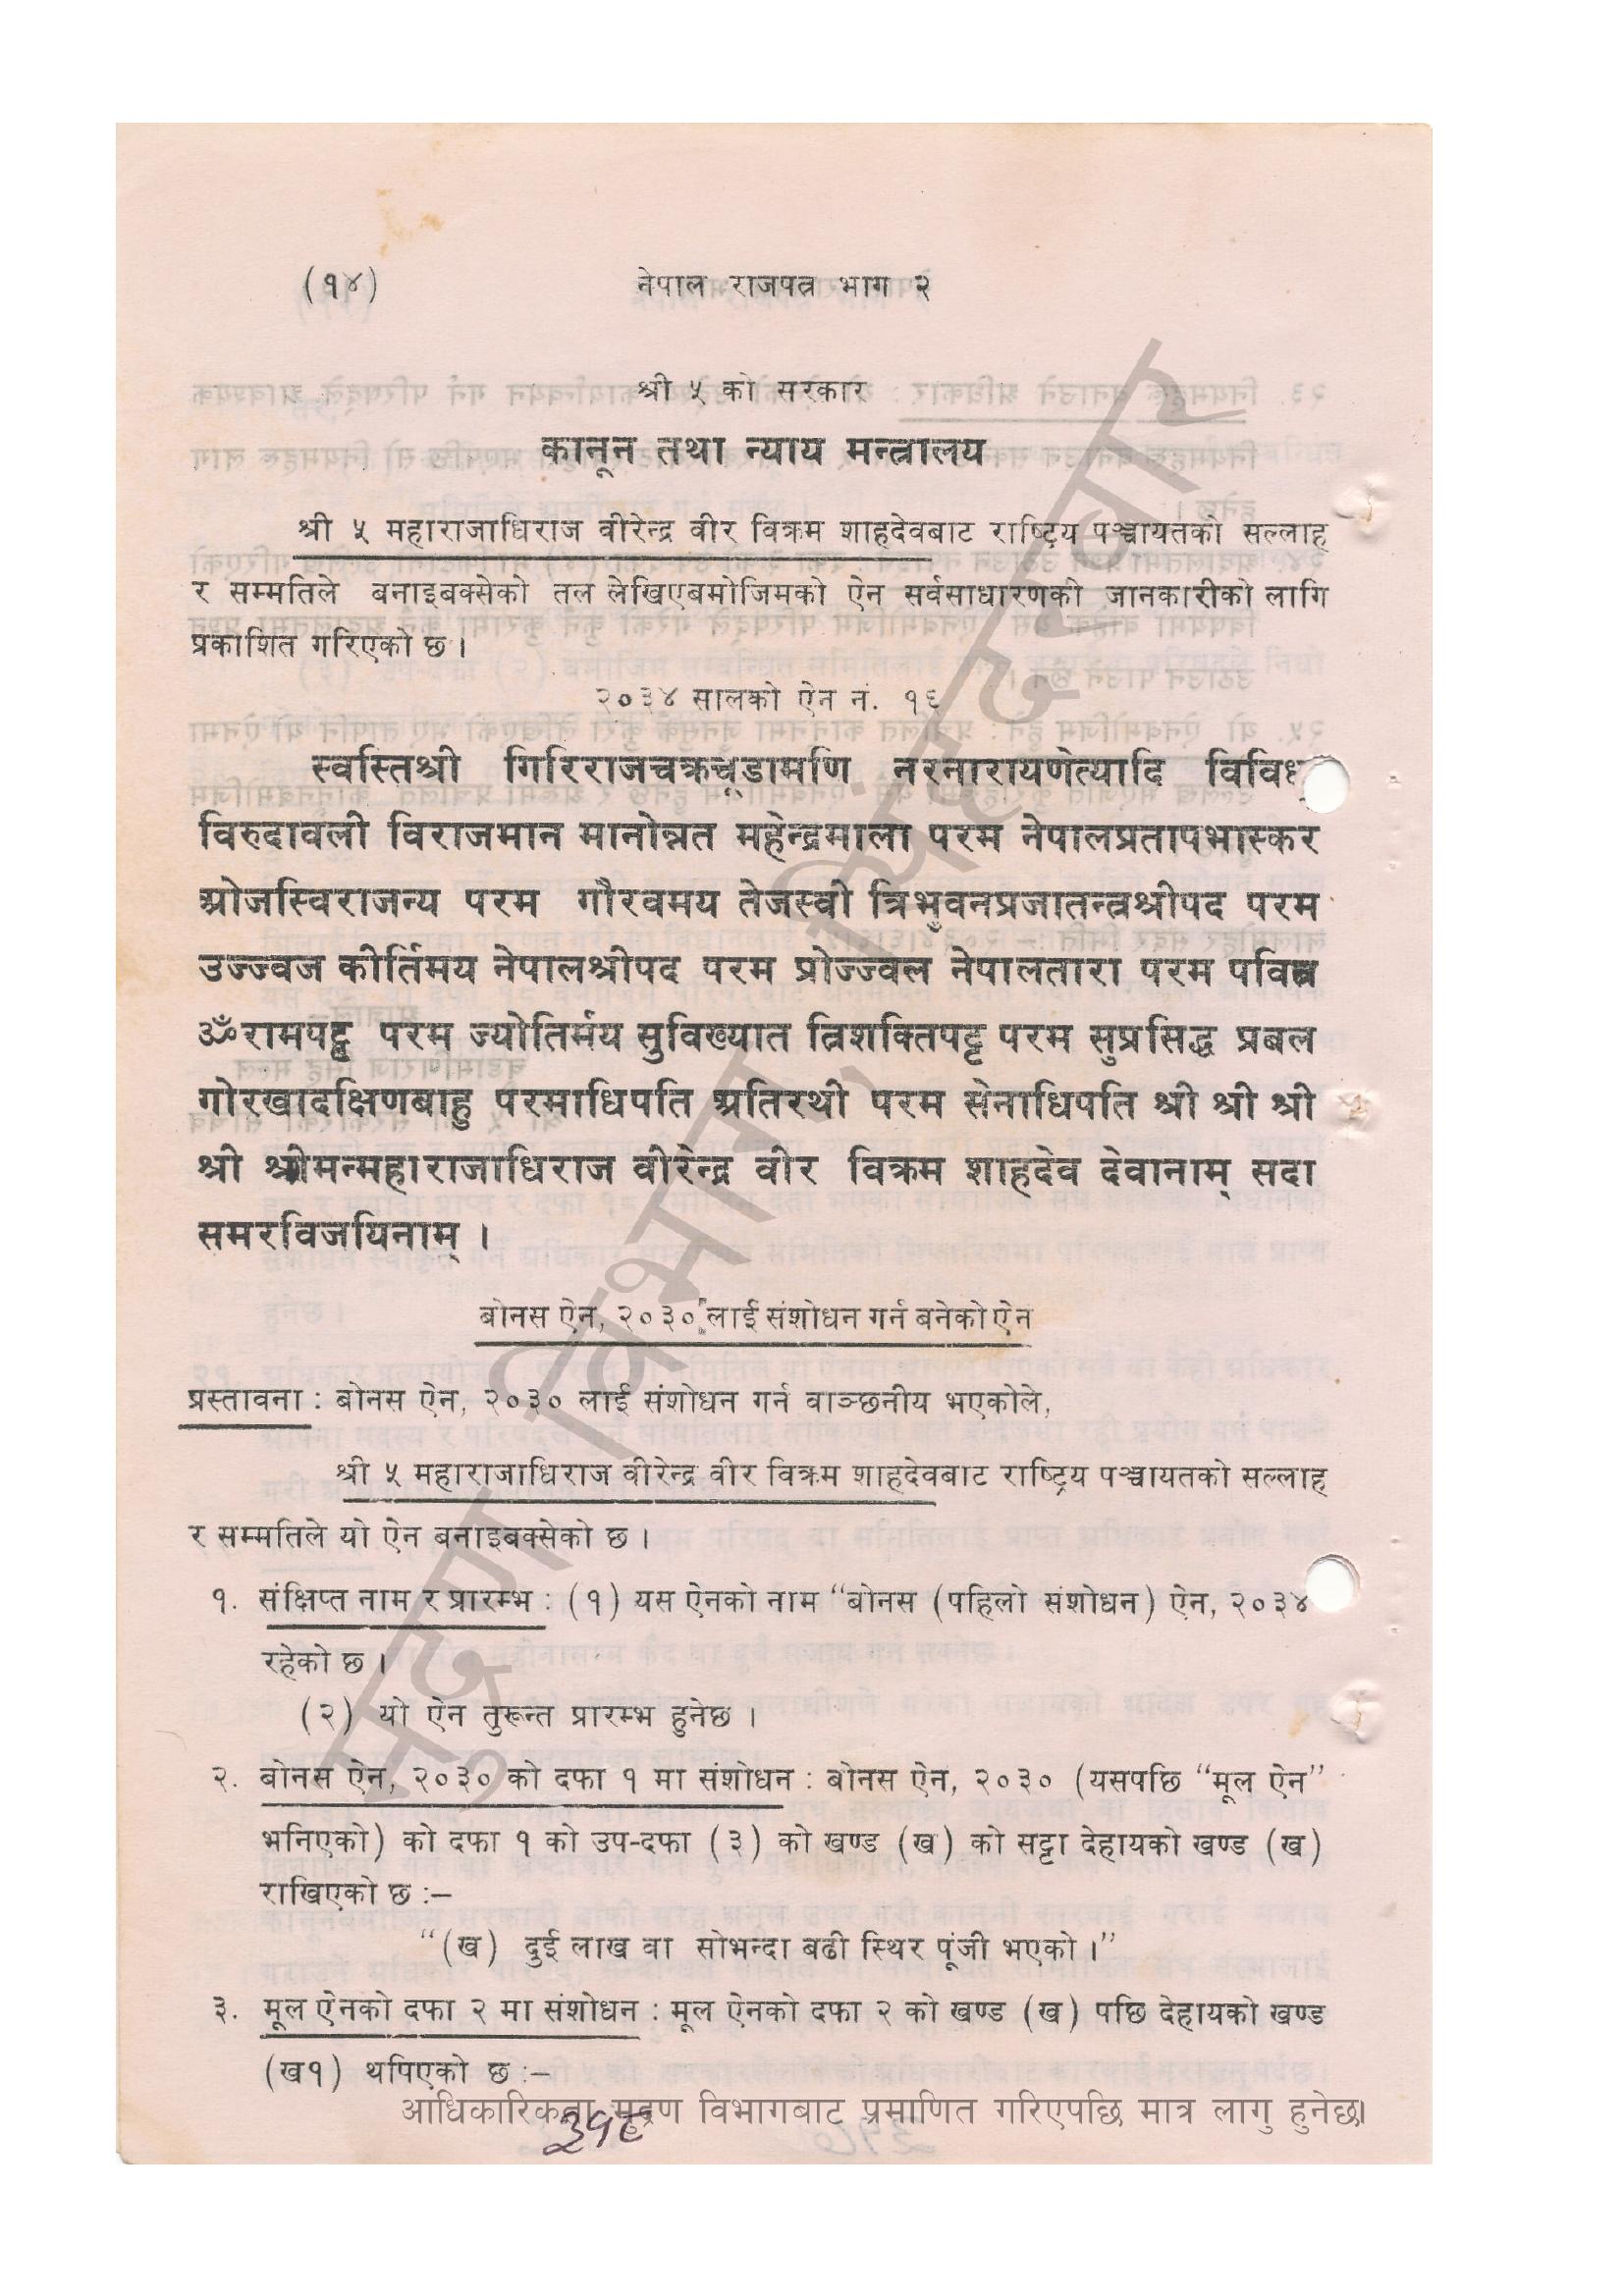 (१४) नेपाल राजपत्र भाग २
श्री ५ को सरकार
कानून तथा न्याय मन्त्रालय
श्री ५ महाराजाधिराज वीरेन्द्र वीर विक्रम शाहदेवबाट राष्ट्रिय पञ्चायतको सल्लाह
र सम्मतिले बनाइबक्सेको तल लेखिएबमोजिमको ऐन सर्वसाधारणको जानकारीको लागि
प्रकाशित गरिएको छ ।
२०३४ सालको ऐन नं. १६
स्वस्तिश्री गिरिराजचक्रचूडामणि नरनारायणेत्यादि विविध
विरुदावली विराजमान मानोन्नत महेन्द्रमाला परम नेपालप्रतापभास्कर
ओजस्विराजन्य परम गौरवमय तेजस्वी त्रिभुवनप्रजातन्त्रश्रीपद परम
उज्ज्वज कीर्तिमय नेपालश्रीपद परम प्रोज्ज्वल नेपालतारा परम पवित्र
ॐरामपट्ट परम ज्योतिर्मय सुविख्यात त्रिशक्तिपट्ट परम सुप्रसिद्ध प्रबल
गोरखादक्षिणबाहु परमाधिपति अतिरथी परम सेनाधिपति श्री श्री श्री
श्री श्रीमन्महाराजाधिराज वीरेन्द्र वीर विक्रम शाहदेव देवानाम् सदा
समरविजयिनाम् ।
बोनस ऐन, २०३० लाई संशोधन गर्न बनेको ऐन
प्रस्तावना : बोनस ऐन, २०३० लाई संशोधन गर्न वाञ्छनीय भएकोले,
श्री ५ महाराजाधिराज वीरेन्द्र वीर विक्रम शाहदेवबाट राष्ट्रिय पञ्चायतको सल्लाह
र सम्मतिले यो ऐन बनाइबक्सेको छ ।
१. संक्षिप्त नाम र प्रारम्भ : (१) यस ऐनको नाम “बोनस (पहिलो संशोधन) ऐन, २०३४
रहेको छ ।
(२) यो ऐन तुरून्त प्रारम्भ हुनेछ ।
२. बोनस ऐन, २०३० को दफा १ मा संशोधन : बोनस ऐन, २०३० (यसपछि “मूल ऐन”
भनिएको) को दफा १ को उप-दफा (३) को खण्ड (ख) को सट्टा देहायको खण्ड (ख)
राखिएको छ :–
“(ख) दुई लाख वा सोभन्दा बढी स्थिर पूंजी भएको ।”
३. मूल ऐनको दफा २ मा संशोधन : मूल ऐनको दफा २ को खण्ड (ख) पछि देहायको खण्ड
(ख१) थपिएको छ :–
आधिकारिकता मुद्रण विभागबाट प्रमाणित गरिएपछि मात्र लागु हुनेछ।
३१८
मुद्रण विभाग, सिंहदरवार